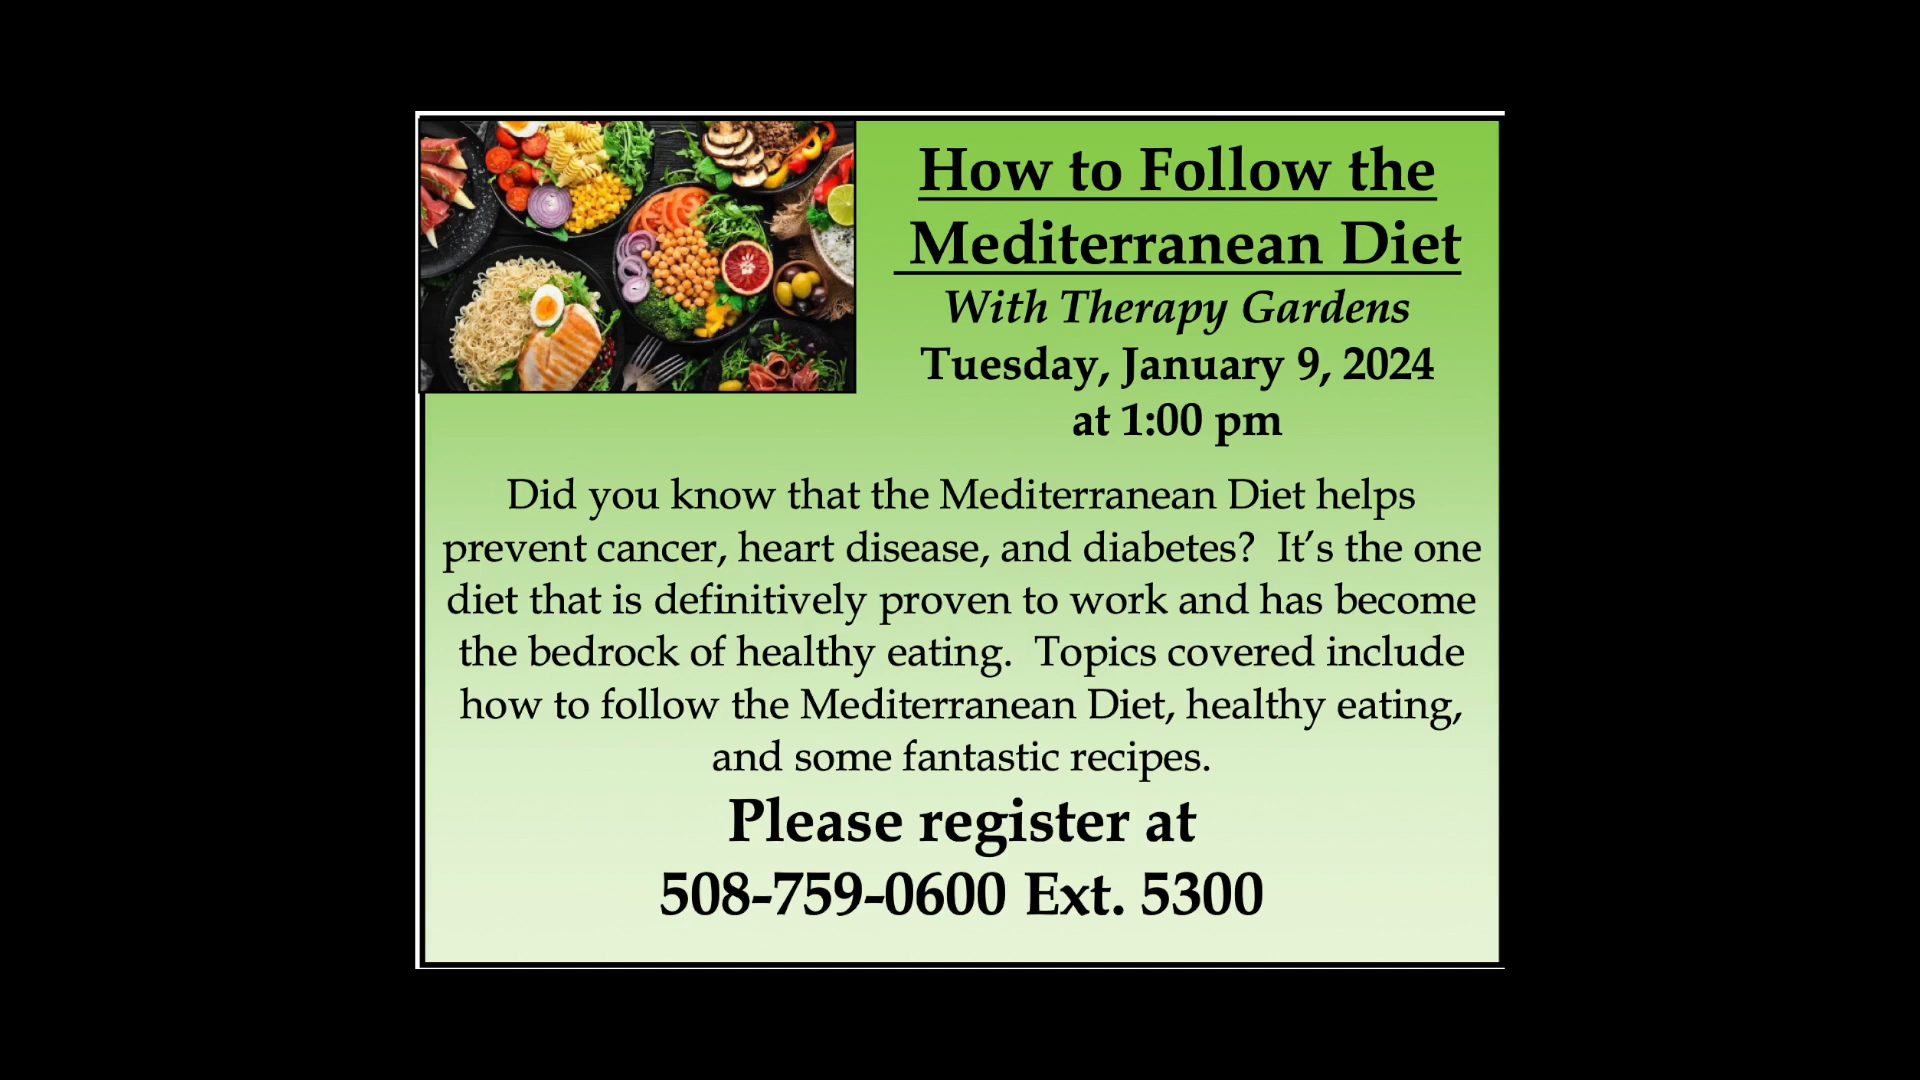 How to Follow the
Mediterranean Diet
With Therapy Gardens
Tuesday, January 9, 2024
at 1:00 pm
Did you know that the Mediterranean Diet helps
prevent cancer, heart disease, and diabetes?  It’s the one
diet that is definitively proven to work and has become
the bedrock of healthy eating.  Topics covered include
how to follow the Mediterranean Diet, healthy eating,
and some fantastic recipes.
Please register at
508-759-0600 Ext. 5300